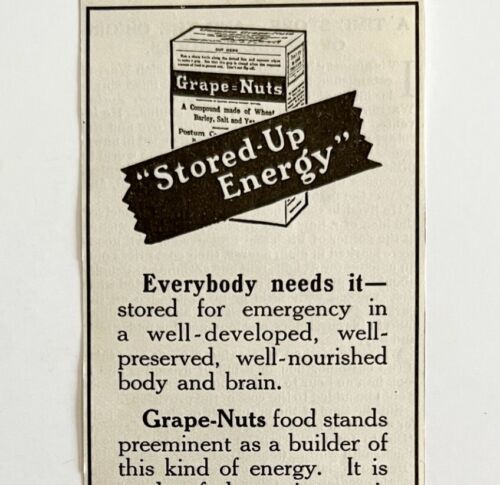 CUT HERE
Grape=Nuts
A Compound made of Wheat
Barley, Salt and
Postum
"Stored-Up
Energy"
Everybody needs it—
stored for emergency in
a well-developed, well-
preserved, well-nourished
body and brain.
Grape-Nuts food stands
preeminent as a builder of
this kind of energy. It is